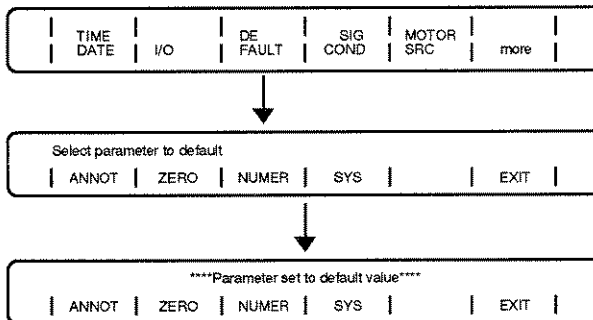 | TIME DATE | I/O | DE FAULT | SIG COND | MOTOR SRC | more |
Select parameter to default
| ANNOT | ZERO | NUMER | SYS | | EXIT |
****Parameter set to default value****
| ANNOT | ZERO | NUMER | SYS | | EXIT |